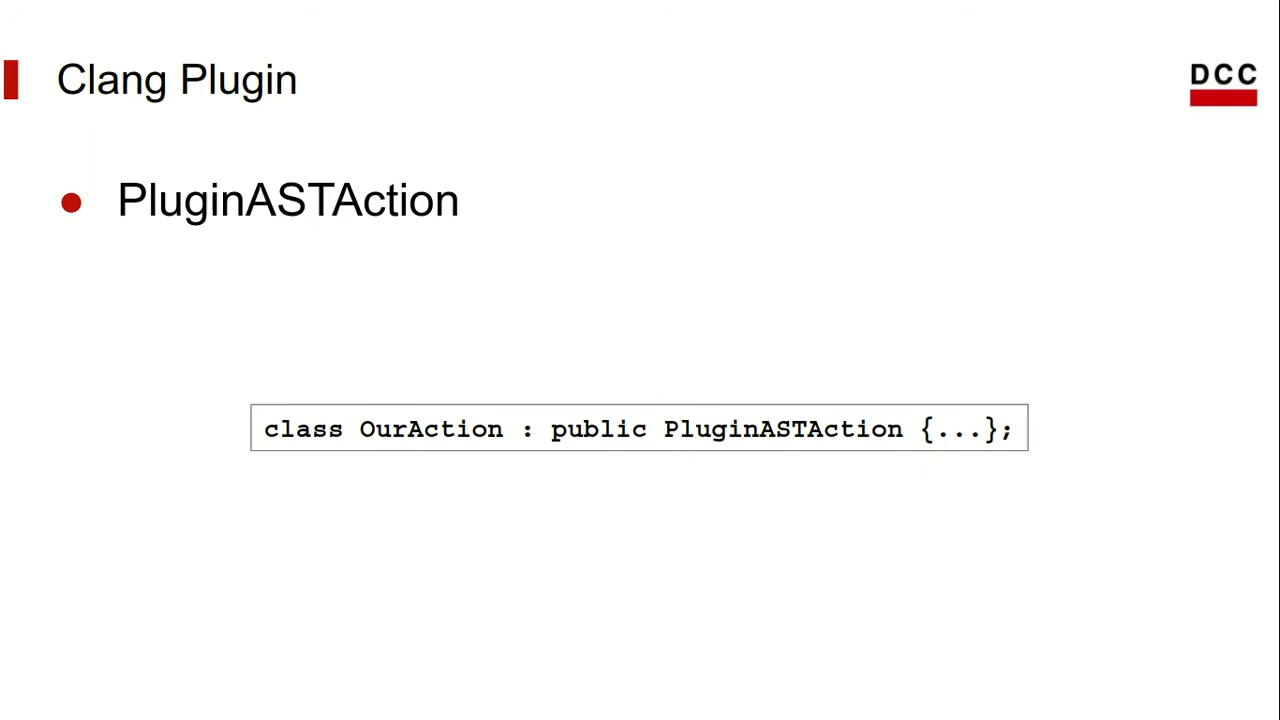 Clang Plugin
DCC
PluginASTAction
class OurAction : public PluginASTAction {...};